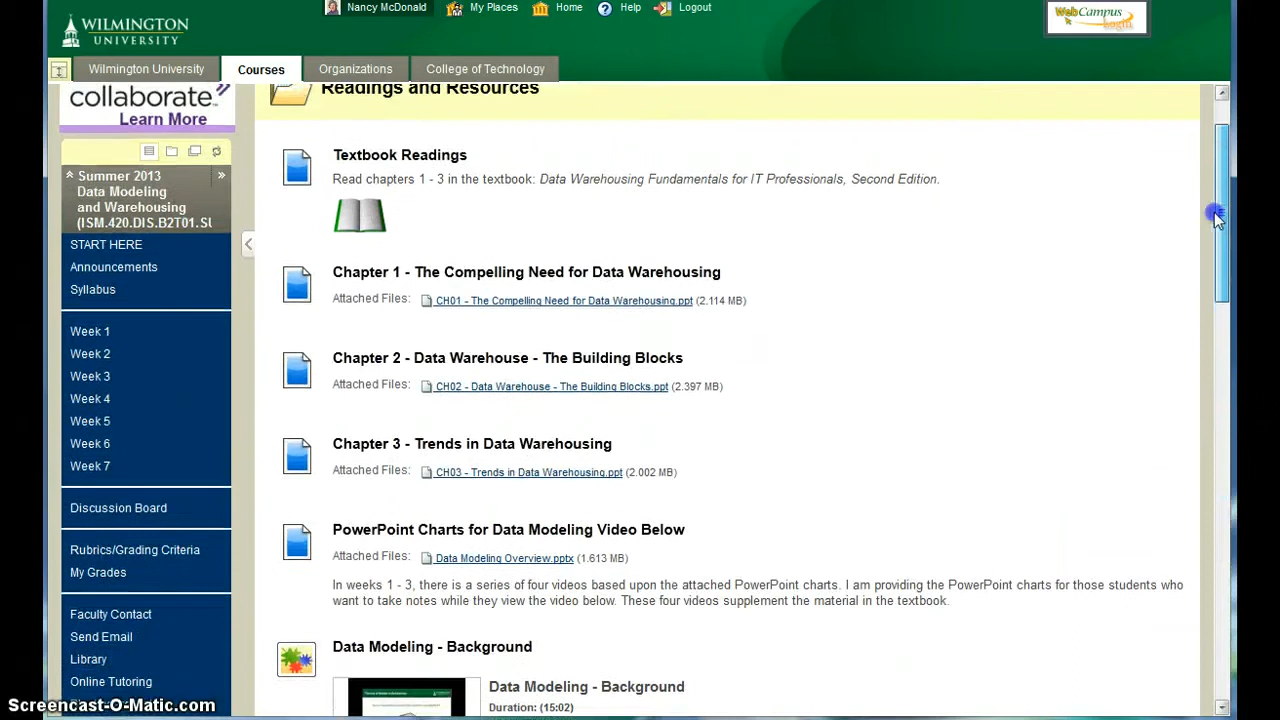 Nancy McDonald My Places Home Help Logout
WILMINGTON
UNIVERSITY
WebCampus
Login
Wilmington University Courses Organizations College of Technology
collaborate
Learn More
Summer 2013
Data Modeling
and Warehousing
(ISM.420.DIS.B2T01.SU
START HERE
Announcements
Syllabus
Week 1
Week 2
Week 3
Week 4
Week 5
Week 6
Week 7
Discussion Board
Rubrics/Grading Criteria
My Grades
Faculty Contact
Send Email
Library
Online Tutoring
Readings and Resources
Textbook Readings
Read chapters 1 - 3 in the textbook: Data Warehousing Fundamentals for IT Professionals, Second Edition.
Chapter 1 - The Compelling Need for Data Warehousing
Attached Files: CH01 - The Compelling Need for Data Warehousing.ppt (2.114 MB)
Chapter 2 - Data Warehouse - The Building Blocks
Attached Files: CH02 - Data Warehouse - The Building Blocks.ppt (2.397 MB)
Chapter 3 - Trends in Data Warehousing
Attached Files: CH03 - Trends in Data Warehousing.ppt (2.002 MB)
PowerPoint Charts for Data Modeling Video Below
Attached Files: Data Modeling Overview.pptx (1.613 MB)
In weeks 1 - 3, there is a series of four videos based upon the attached PowerPoint charts. I am providing the PowerPoint charts for those students who
want to take notes while they view the video below. These four videos supplement the material in the textbook.
Data Modeling - Background
Data Modeling - Background
Duration: (15:02)
Screencast-O-Matic.com